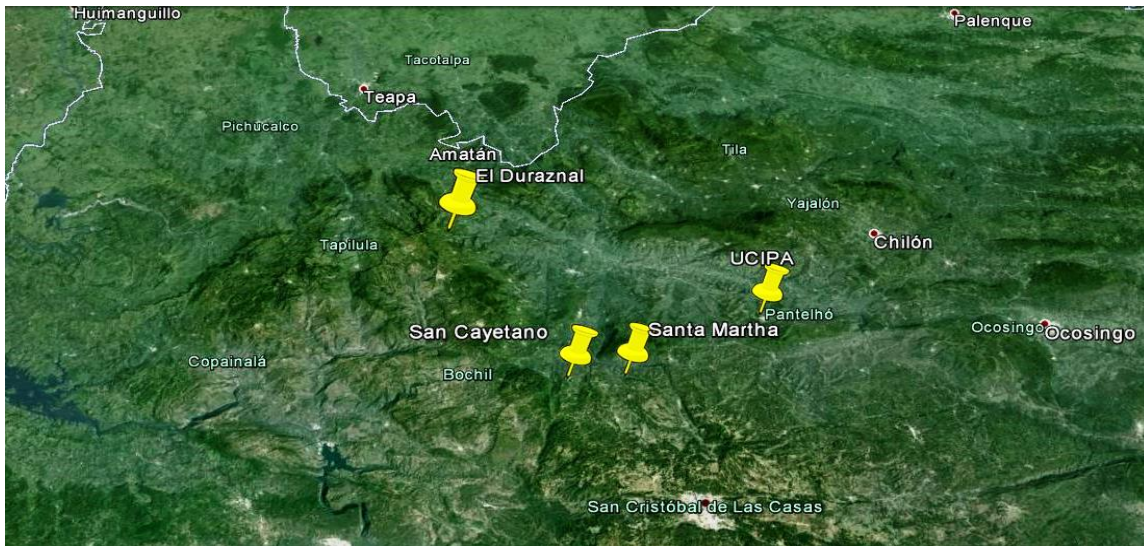 Huimanguillo
Palenque
Tacotalpa
Teapa
Pichucalco
Amatán
Tila
El Duraznal
Yajalón
Tapilula
Chilón
UCIPA
Pantelhó
San Cayetano
Santa Martha
Ocosingo
Ocosingo
Copainalá
Bochil
San Cristóbal de Las Casas